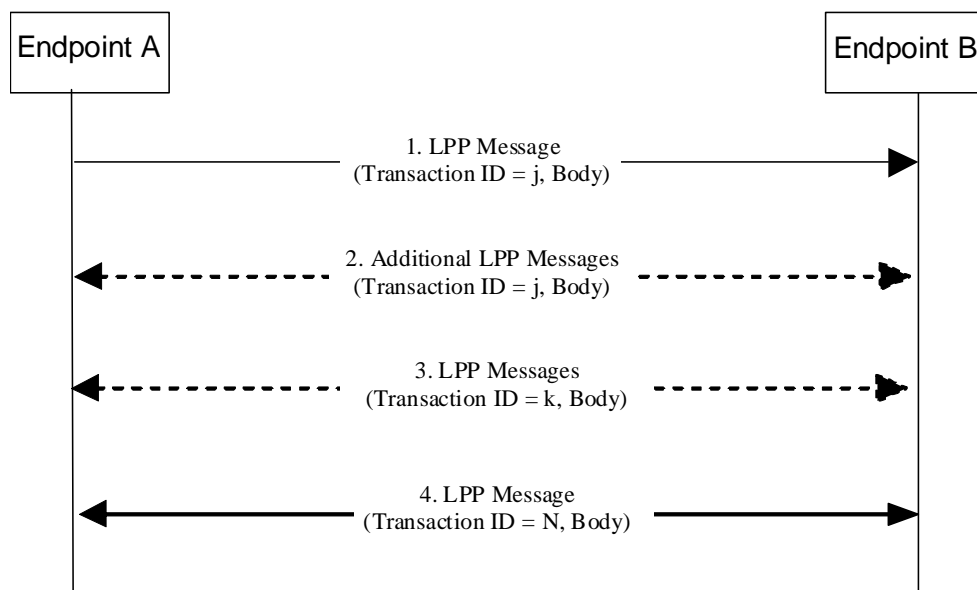 Endpoint A
Endpoint B
1. LPP Message
(Transaction ID = j, Body)
2. Additional LPP Messages
(Transaction ID = j, Body)
3. LPP Messages
(Transaction ID = k, Body)
4. LPP Message
(Transaction ID = N, Body)